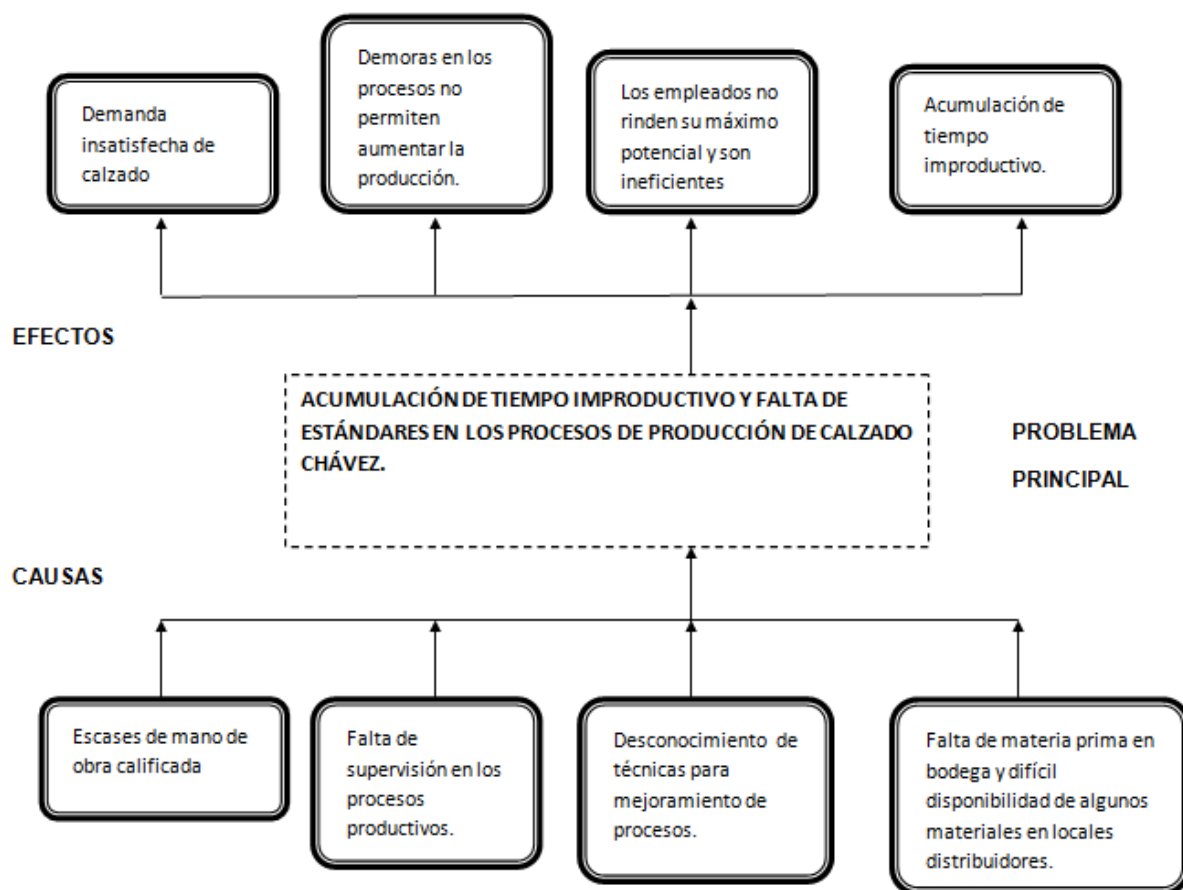 Demanda
insatisfecha de
calzado
Demoras en los
procesos no
permiten
aumentar la
producción.
Los empleados no
rinden su máximo
potencial y son
ineficientes
Acumulación de
tiempo
improductivo.
EFECTOS
ACUMULACIÓN DE TIEMPO IMPRODUCTIVO Y FALTA DE
ESTÁNDARES EN LOS PROCESOS DE PRODUCCIÓN DE CALZADO
CHÁVEZ.
PROBLEMA
PRINCIPAL
CAUSAS
Escases de mano de
obra calificada
Falta de
supervisión en los
procesos
productivos.
Desconocimiento de
técnicas para
mejoramiento de
procesos.
Falta de materia prima en
bodega y difícil
disponibilidad de algunos
materiales en locales
distribuidores.